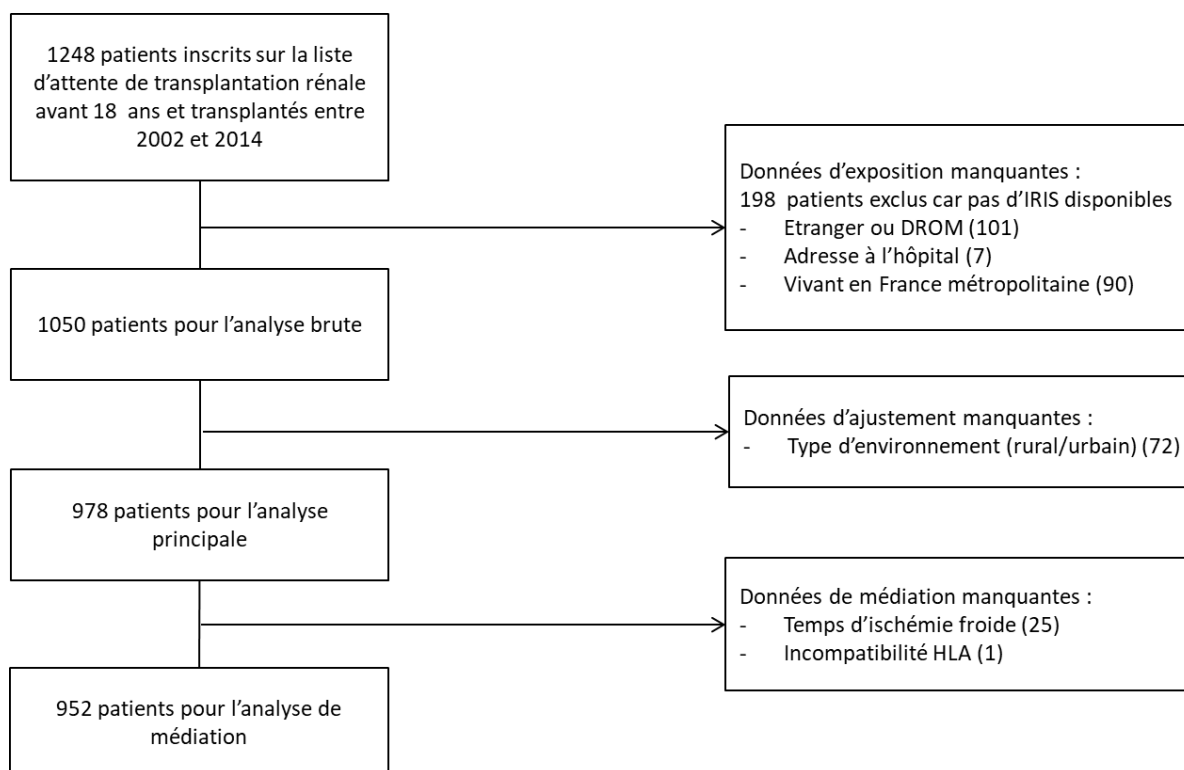 1248 patients inscrits sur la liste
d’attente de transplantation rénale
avant 18 ans et transplantés entre
2002 et 2014
Données d’exposition manquantes :
198 patients exclus car pas d’IRIS disponibles
- Etranger ou DROM (101)
- Adresse à l’hôpital (7)
- Vivant en France métropolitaine (90)
1050 patients pour l’analyse brute
Données d’ajustement manquantes :
- Type d’environnement (rural/urbain) (72)
978 patients pour l’analyse
principale
Données de médiation manquantes :
- Temps d’ischémie froide (25)
- Incompatibilité HLA (1)
952 patients pour l’analyse de
médiation